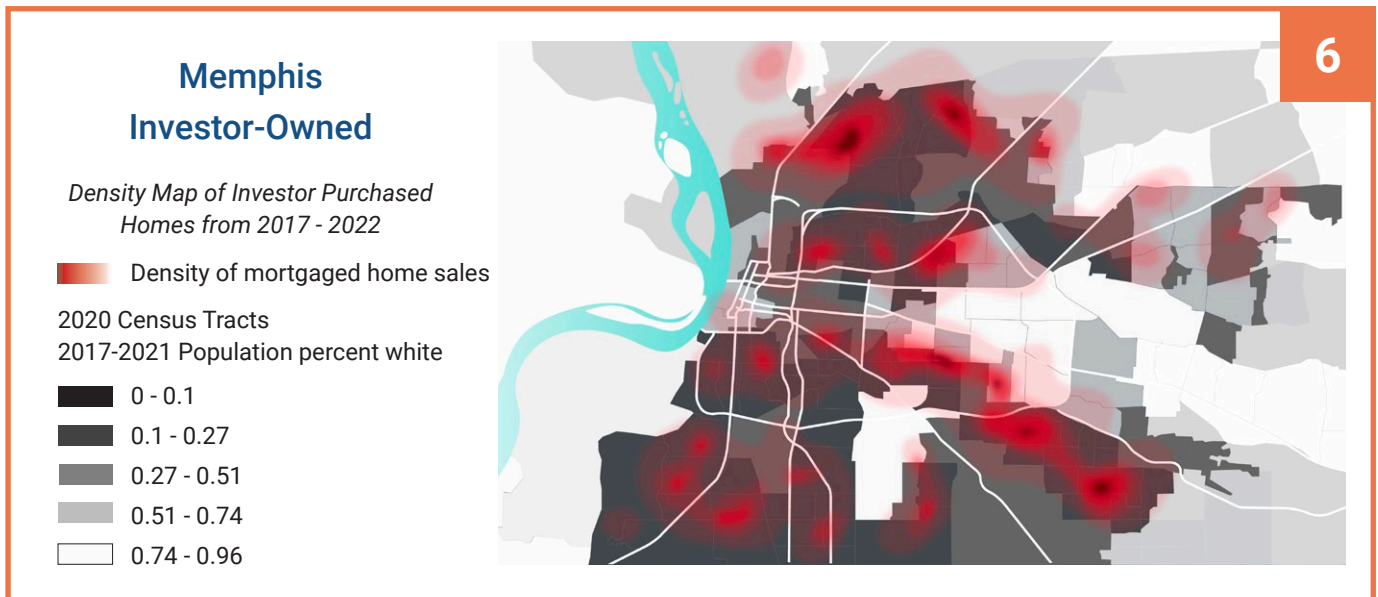 Memphis
Investor-Owned
Density Map of Investor Purchased
Homes from 2017 - 2022
Density of mortgaged home sales
2020 Census Tracts
2017-2021 Population percent white
0 - 0.1
0.1 - 0.27
0.27 - 0.51
0.51 - 0.74
0.74 - 0.96
6